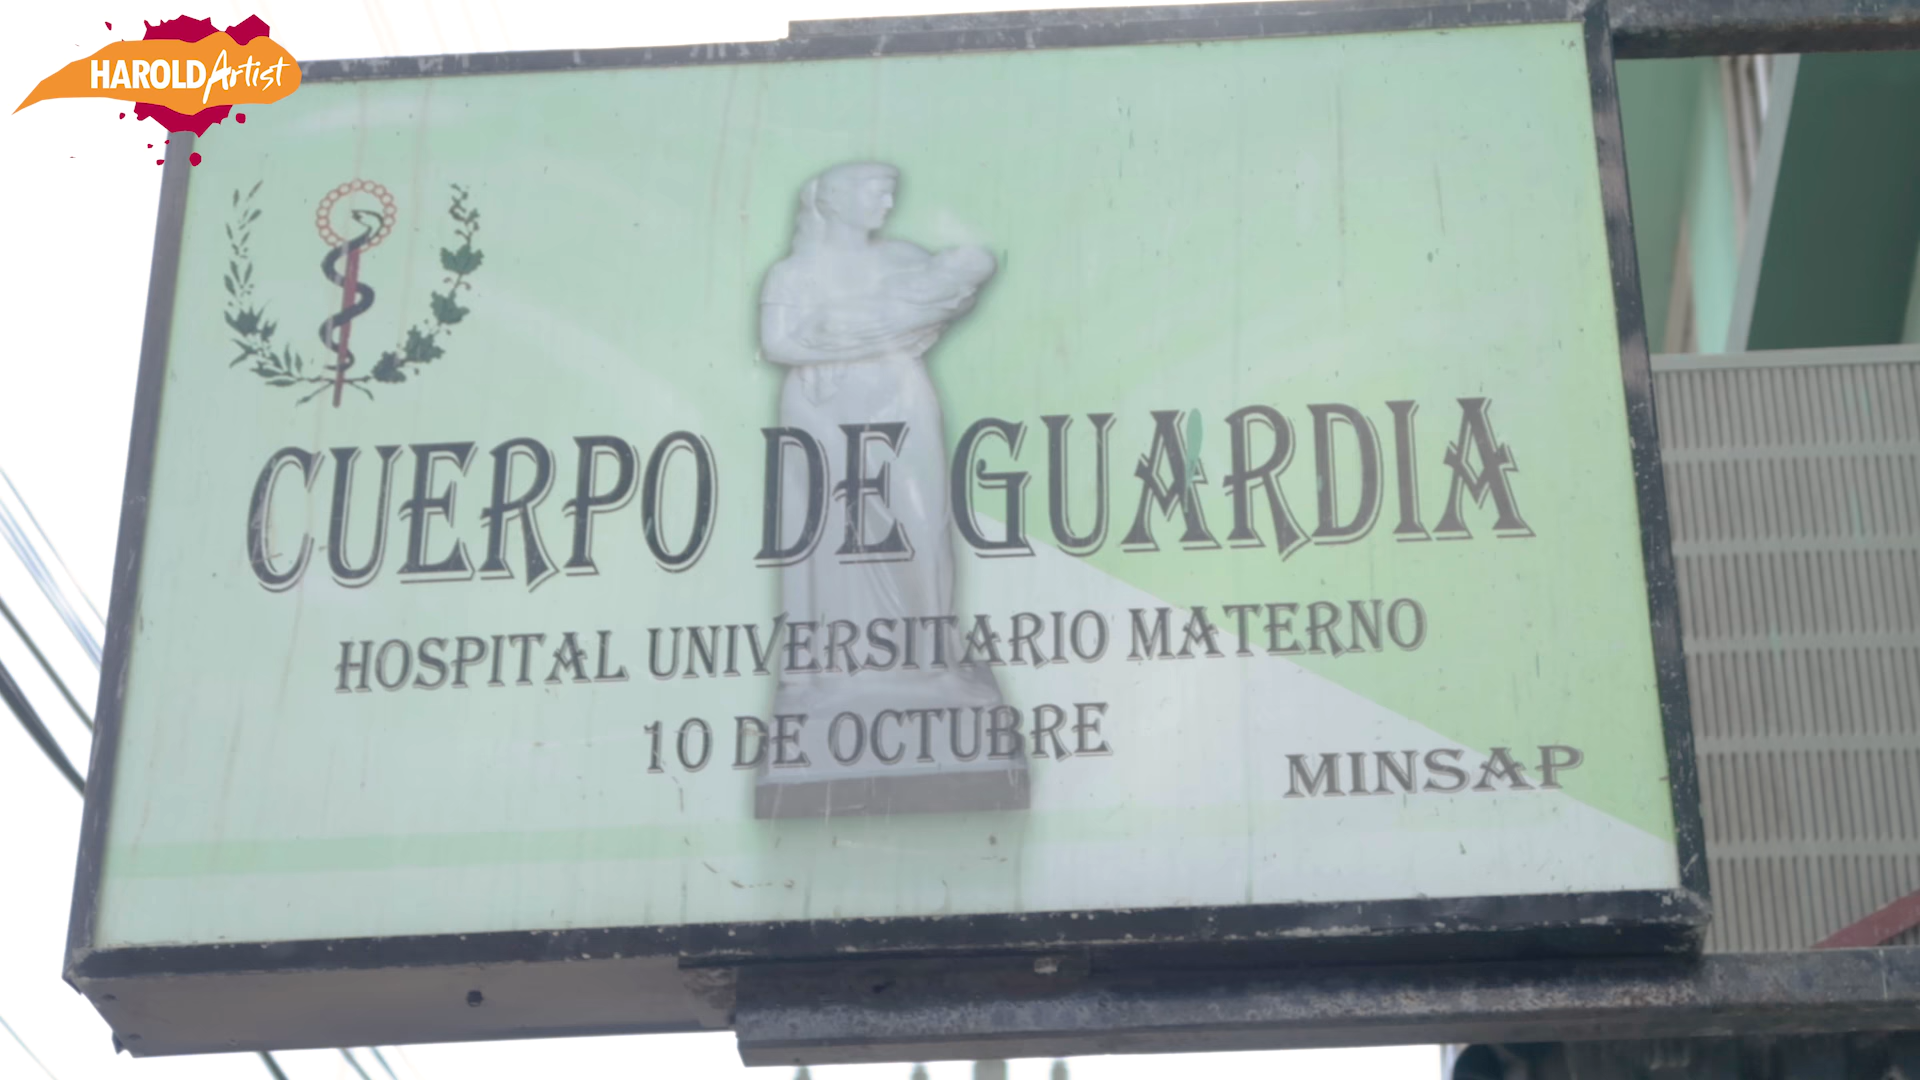 HAROLD Artist
CUERPO DE GUARDIA
HOSPITAL UNIVERSITARIO MATERNO
10 DE OCTUBRE
MINSAP